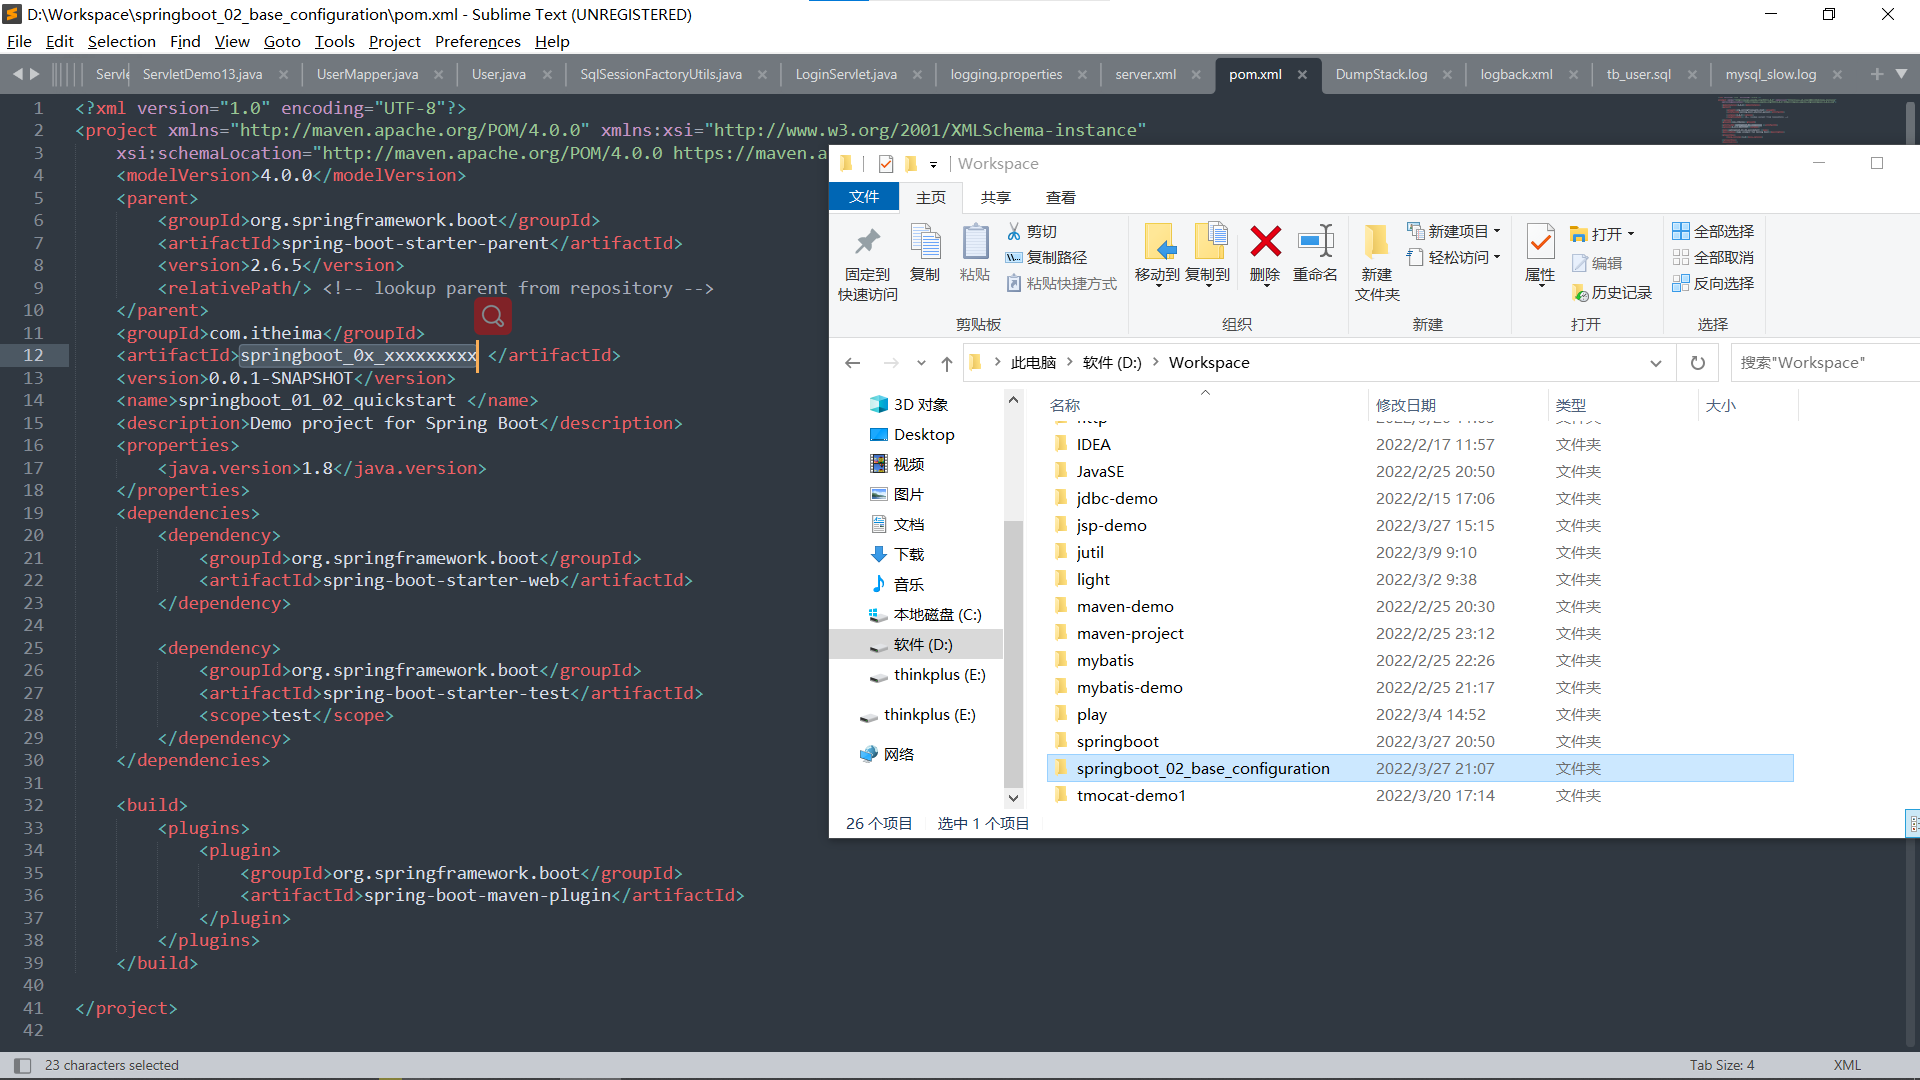 D:\Workspace\springboot_02_base_configuration\pom.xml - Sublime Text (UNREGISTERED)
File Edit Selection Find View Goto Tools Project Preferences Help
Servle ServletDemo13.java UserMapper.java User.java SqlSessionFactoryUtils.java LoginServlet.java logging.properties server.xml pom.xml DumpStack.log logback.xml tb_user.sql mysql_slow.log
1 <?xml version="1.0" encoding="UTF-8"?>
2 <project xmlns="http://maven.apache.org/POM/4.0.0" xmlns:xsi="http://www.w3.org/2001/XMLSchema-instance"
3 xsi:schemaLocation="http://maven.apache.org/POM/4.0.0 https://maven.a
4 <modelVersion>4.0.0</modelVersion>
5 <parent>
6 <groupId>org.springframework.boot</groupId>
7 <artifactId>spring-boot-starter-parent</artifactId>
8 <version>2.6.5</version>
9 <relativePath/> <!-- lookup parent from repository -->
10 </parent>
11 <groupId>com.itheima</groupId>
12 <artifactId>springboot_0x_xxxxxxxxx </artifactId>
13 <version>0.0.1-SNAPSHOT</version>
14 <name>springboot_01_02_quickstart </name>
15 <description>Demo project for Spring Boot</description>
16 <properties>
17 <java.version>1.8</java.version>
18 </properties>
19 <dependencies>
20 <dependency>
21 <groupId>org.springframework.boot</groupId>
22 <artifactId>spring-boot-starter-web</artifactId>
23 </dependency>
24
25 <dependency>
26 <groupId>org.springframework.boot</groupId>
27 <artifactId>spring-boot-starter-test</artifactId>
28 <scope>test</scope>
29 </dependency>
30 </dependencies>
31
32 <build>
33 <plugins>
34 <plugin>
35 <groupId>org.springframework.boot</groupId>
36 <artifactId>spring-boot-maven-plugin</artifactId>
37 </plugin>
38 </plugins>
39 </build>
40
41 </project>
42
23 characters selected Tab Size: 4 XML
Workspace
文件 主页 共享 查看
固定到快速访问 复制 粘贴 剪切 复制路径 粘贴快捷方式
移动到 复制到 删除 重命名
新建文件夹 新建项目 轻松访问
属性 打开 编辑 历史记录
全部选择 全部取消 反向选择
剪贴板 组织 新建 打开 选择
此电脑 软件 (D:) Workspace 搜索"Workspace"
3D 对象
Desktop
视频
图片
文档
下载
音乐
本地磁盘 (C:)
软件 (D:)
thinkplus (E:)
thinkplus (E:)
网络
名称 修改日期 类型 大小
IDEA 2022/2/17 11:57 文件夹
JavaSE 2022/2/25 20:50 文件夹
jdbc-demo 2022/2/15 17:06 文件夹
jsp-demo 2022/3/27 15:15 文件夹
jutil 2022/3/9 9:10 文件夹
light 2022/3/2 9:38 文件夹
maven-demo 2022/2/25 20:30 文件夹
maven-project 2022/2/25 23:12 文件夹
mybatis 2022/2/25 22:26 文件夹
mybatis-demo 2022/2/25 21:17 文件夹
play 2022/3/4 14:52 文件夹
springboot 2022/3/27 20:50 文件夹
springboot_02_base_configuration 2022/3/27 21:07 文件夹
tmocat-demo1 2022/3/20 17:14 文件夹
26 个项目 选中 1 个项目